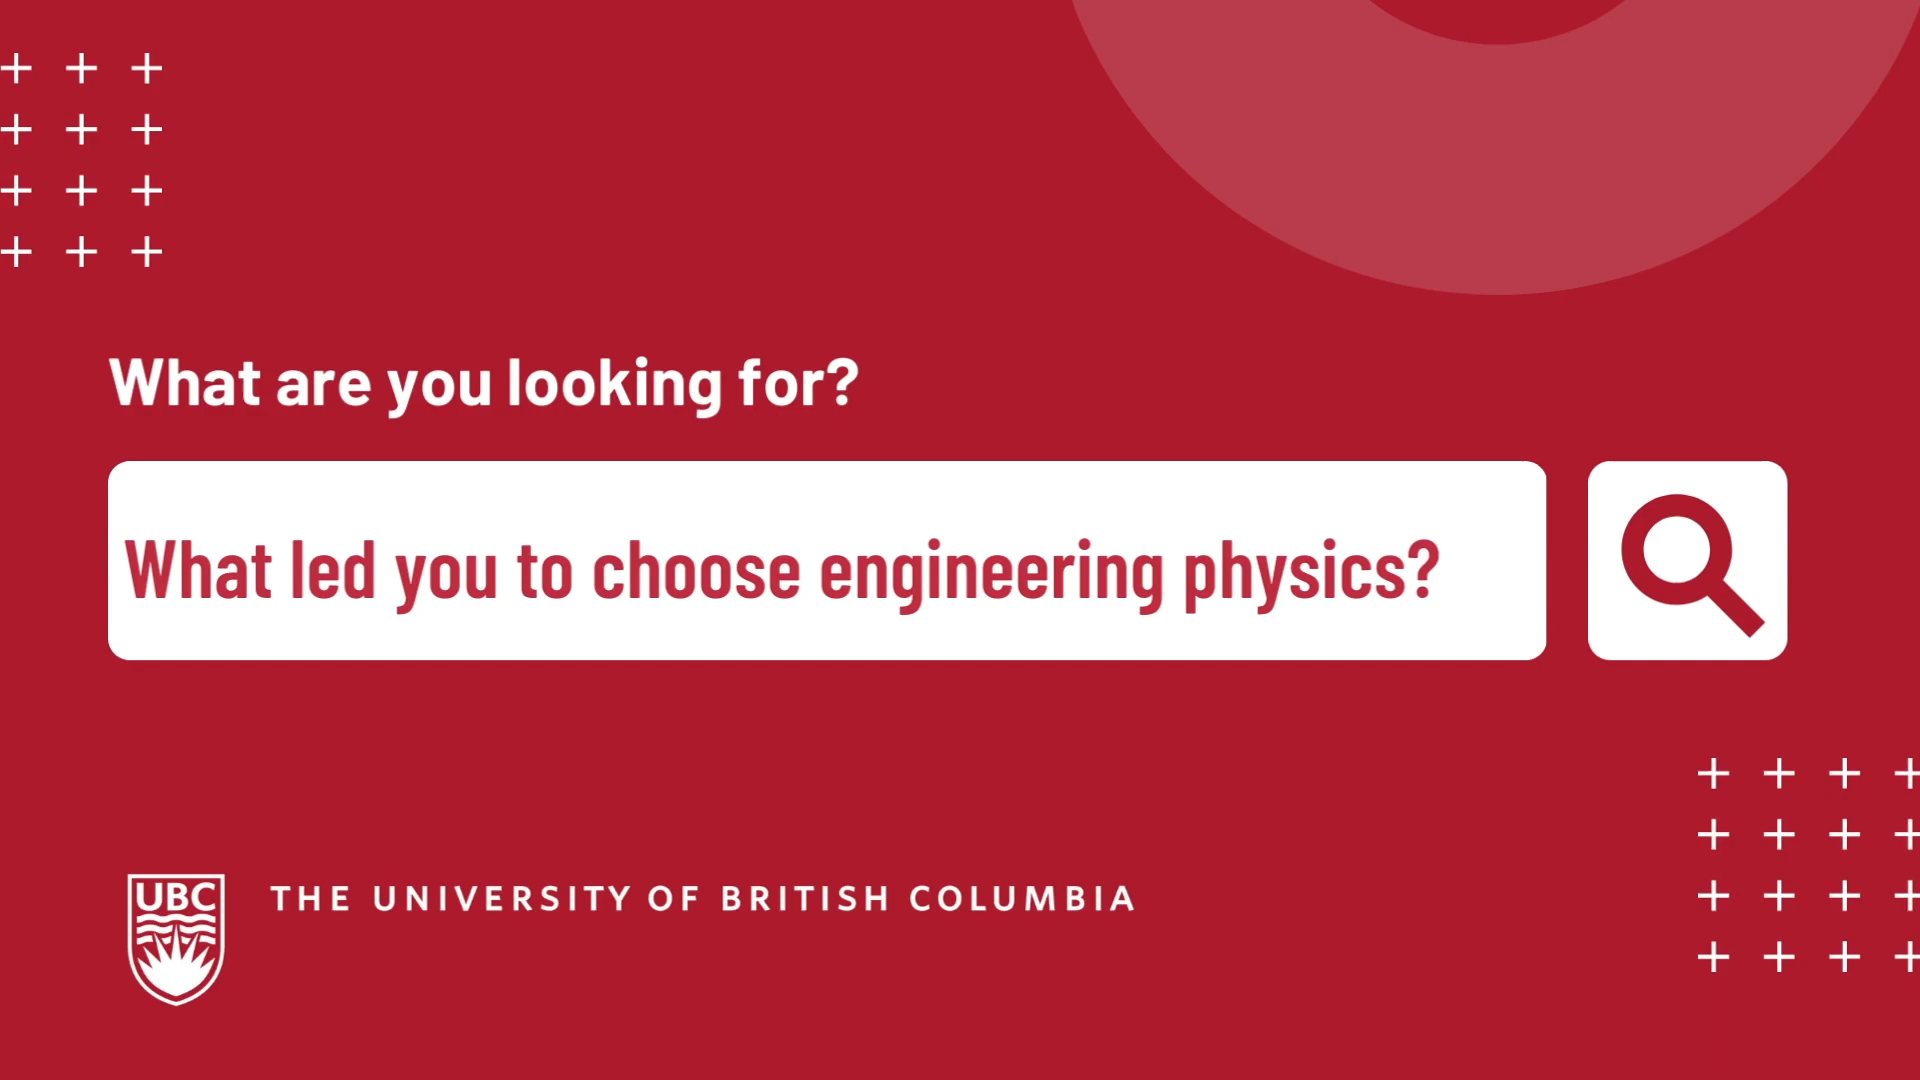 What are you looking for?
What led you to choose engineering physics?
UBC
THE UNIVERSITY OF BRITISH COLUMBIA